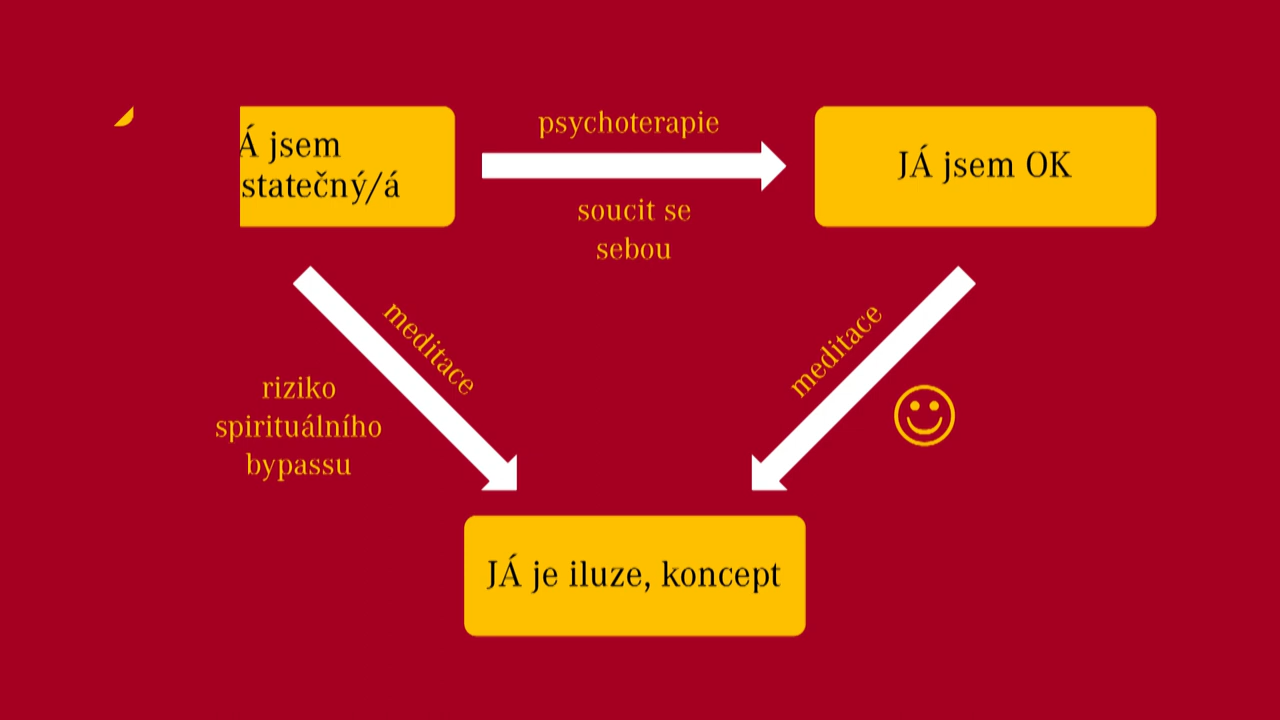 Á jsem
statečný/á
psychoterapie
soucit se
sebou
JÁ jsem OK
meditace
meditace
riziko
spirituálního
bypassu
JÁ je iluze, koncept